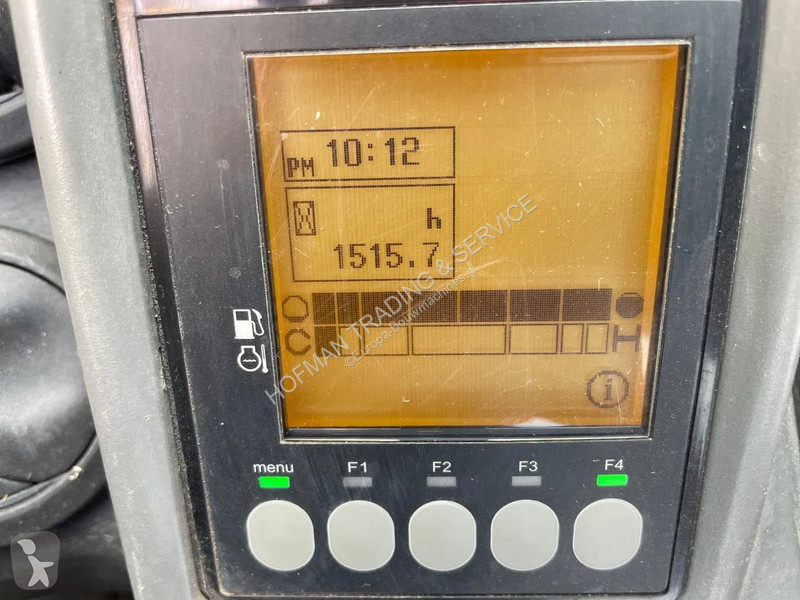 PM 10:12
h
1515.7
C H
i
menu F1 F2 F3 F4
HOFMAN TRADING & SERVICE